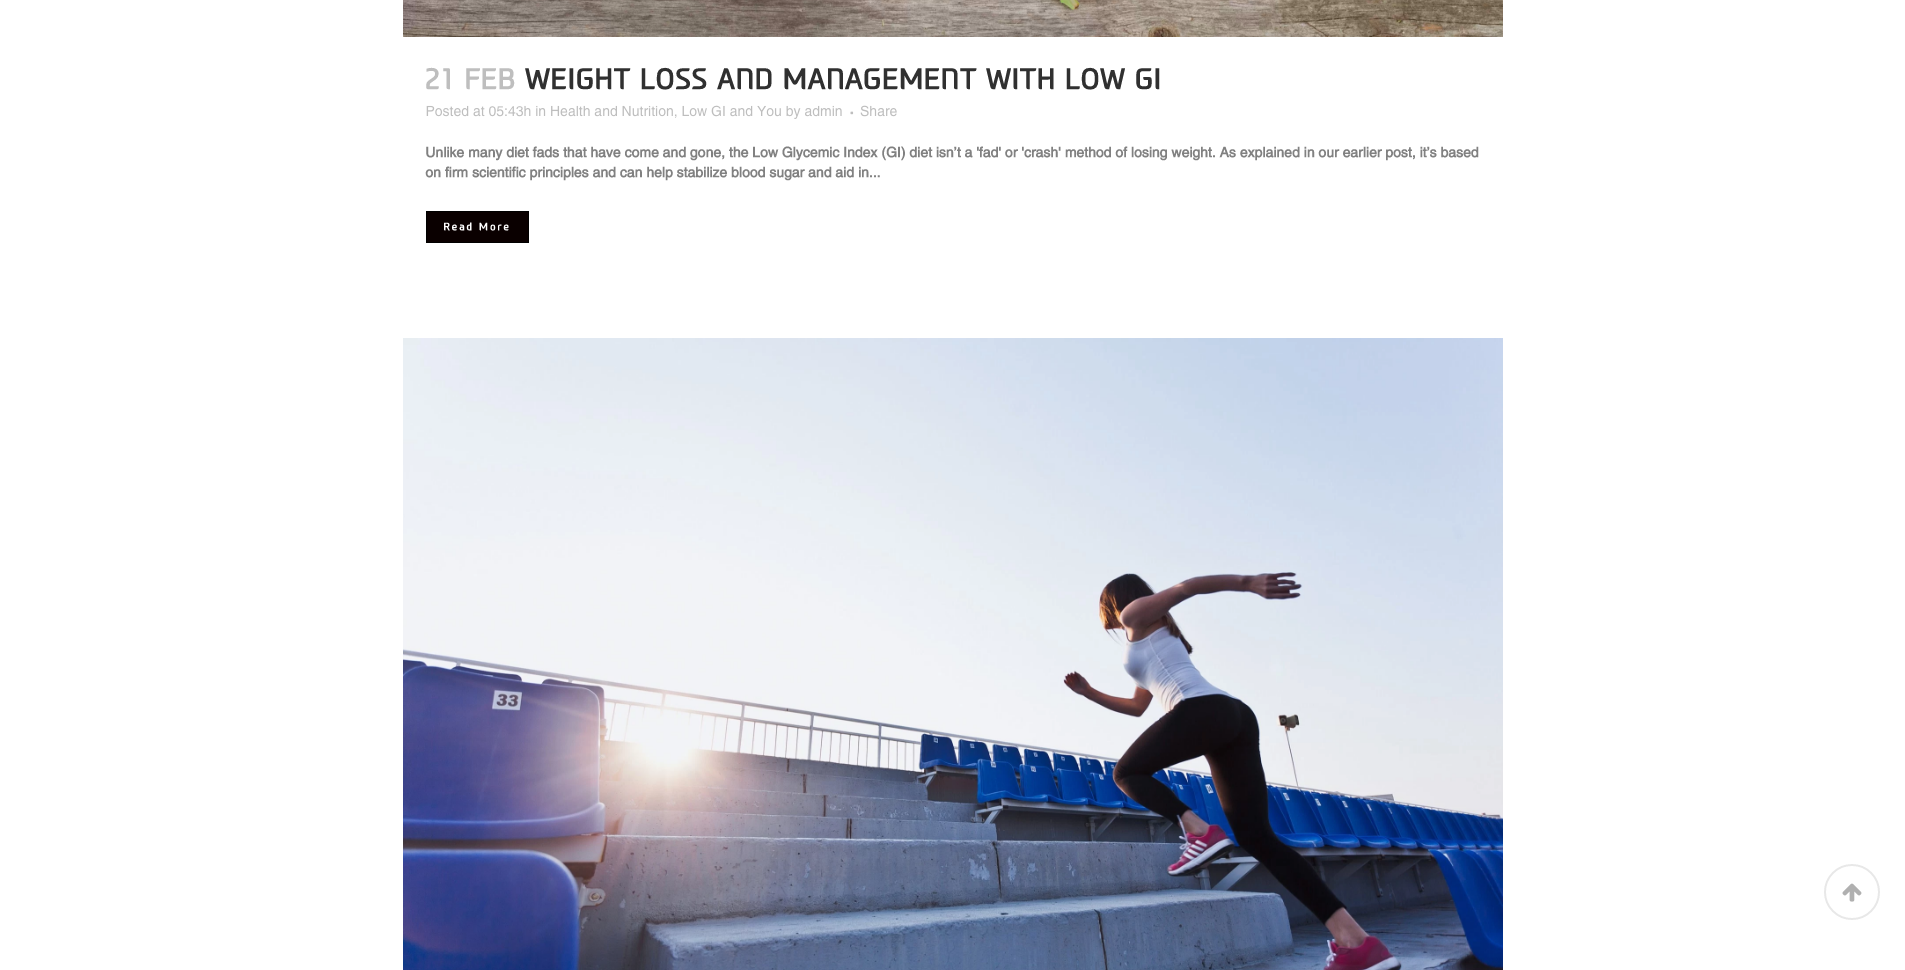 21 FEB WEIGHT LOSS AND MANAGEMENT WITH LOW GI
Posted at 05:43h in Health and Nutrition, Low GI and You by admin • Share
Unlike many diet fads that have come and gone, the Low Glycemic Index (GI) diet isn’t a 'fad' or 'crash' method of losing weight. As explained in our earlier post, it’s based
on firm scientific principles and can help stabilize blood sugar and aid in...
Read More
33